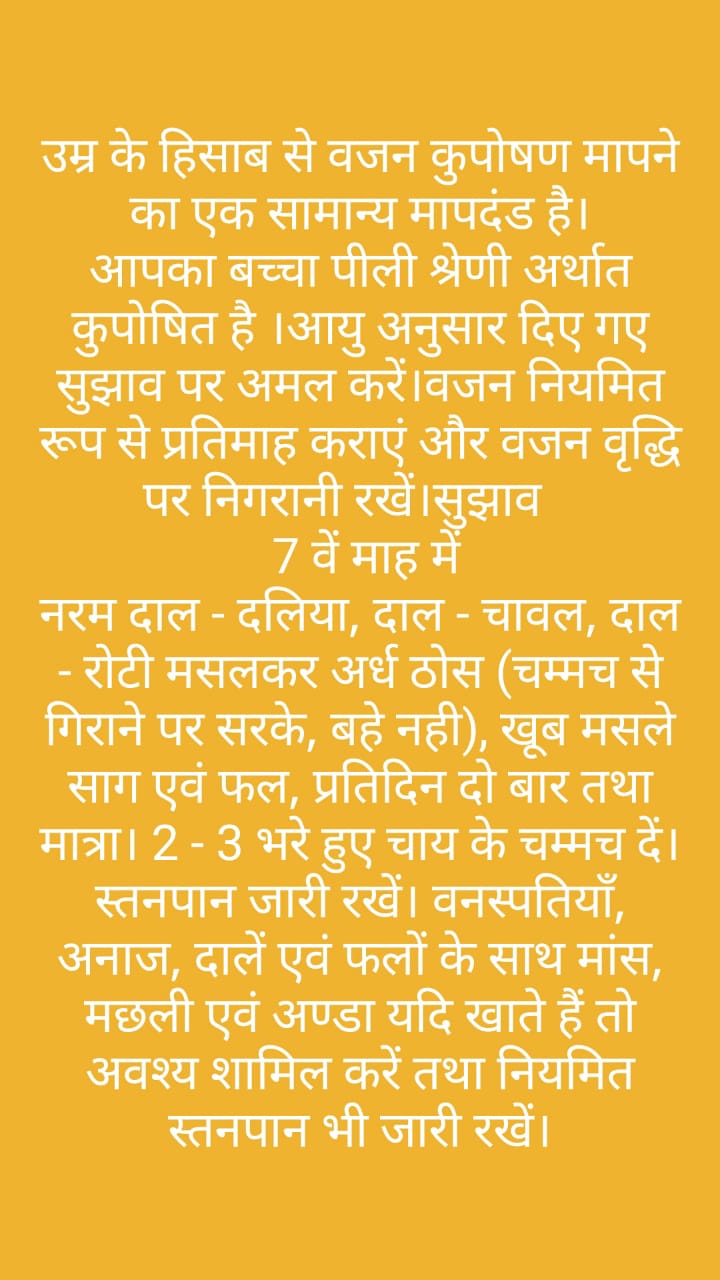 उम्र के हिसाब से वजन कुपोषण मापने
का एक सामान्य मापदंड है।
आपका बच्चा पीली श्रेणी अर्थात
कुपोषित है ।आयु अनुसार दिए गए
सुझाव पर अमल करें।वजन नियमित
रूप से प्रतिमाह कराएं और वजन वृद्धि
पर निगरानी रखें।सुझाव
7 वें माह में
नरम दाल - दलिया, दाल - चावल, दाल
- रोटी मसलकर अर्ध ठोस (चम्मच से
गिराने पर सरके, बहे नही), खूब मसले
साग एवं फल, प्रतिदिन दो बार तथा
मात्रा। 2 - 3 भरे हुए चाय के चम्मच दें।
स्तनपान जारी रखें। वनस्पतियाँ,
अनाज, दालें एवं फलों के साथ मांस,
मछली एवं अण्डा यदि खाते हैं तो
अवश्य शामिल करें तथा नियमित
स्तनपान भी जारी रखें।